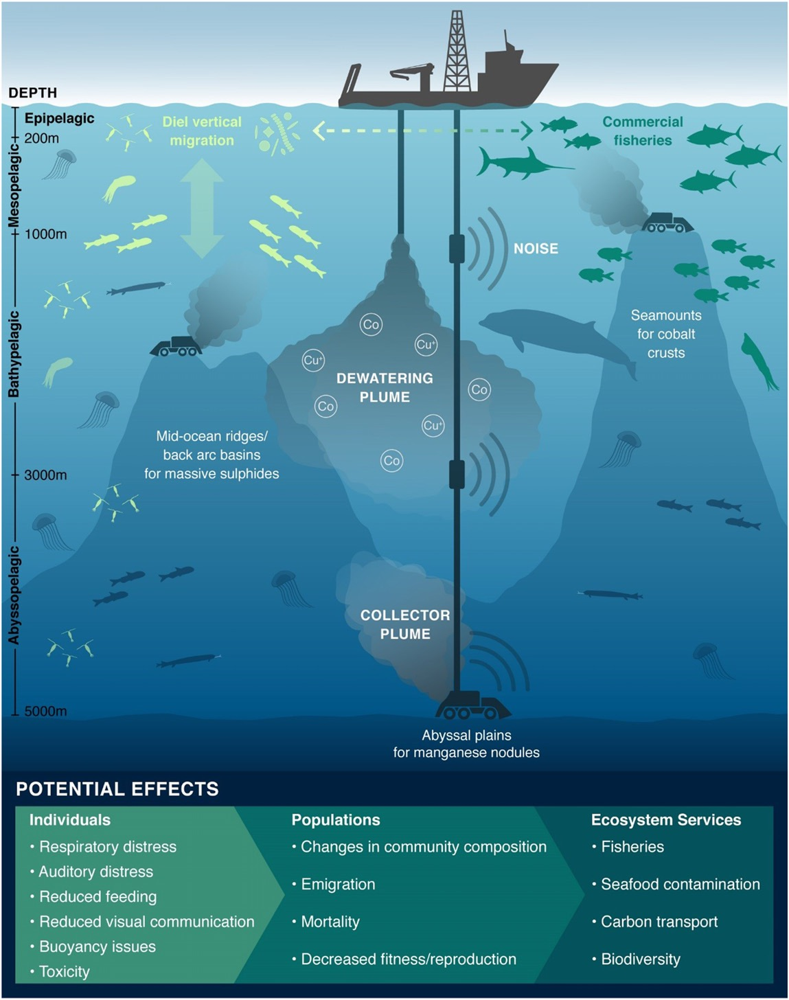 DEPTH
Epipelagic
200m
Mesopelagic
1000m
Bathypelagic
3000m
Abyssopelagic
5000m
Diel vertical
migration
Commercial
fisheries
NOISE
Seamounts
for cobalt
crusts
Co
Cu⁺
Cu⁺
DEWATERING
PLUME
Co
Co
Cu⁺
Co
Mid-ocean ridges/
back arc basins
for massive sulphides
COLLECTOR
PLUME
Abyssal plains
for manganese nodules
POTENTIAL EFFECTS
Individuals
• Respiratory distress
• Auditory distress
• Reduced feeding
• Reduced visual communication
• Buoyancy issues
• Toxicity
Populations
• Changes in community composition
• Emigration
• Mortality
• Decreased fitness/reproduction
Ecosystem Services
• Fisheries
• Seafood contamination
• Carbon transport
• Biodiversity